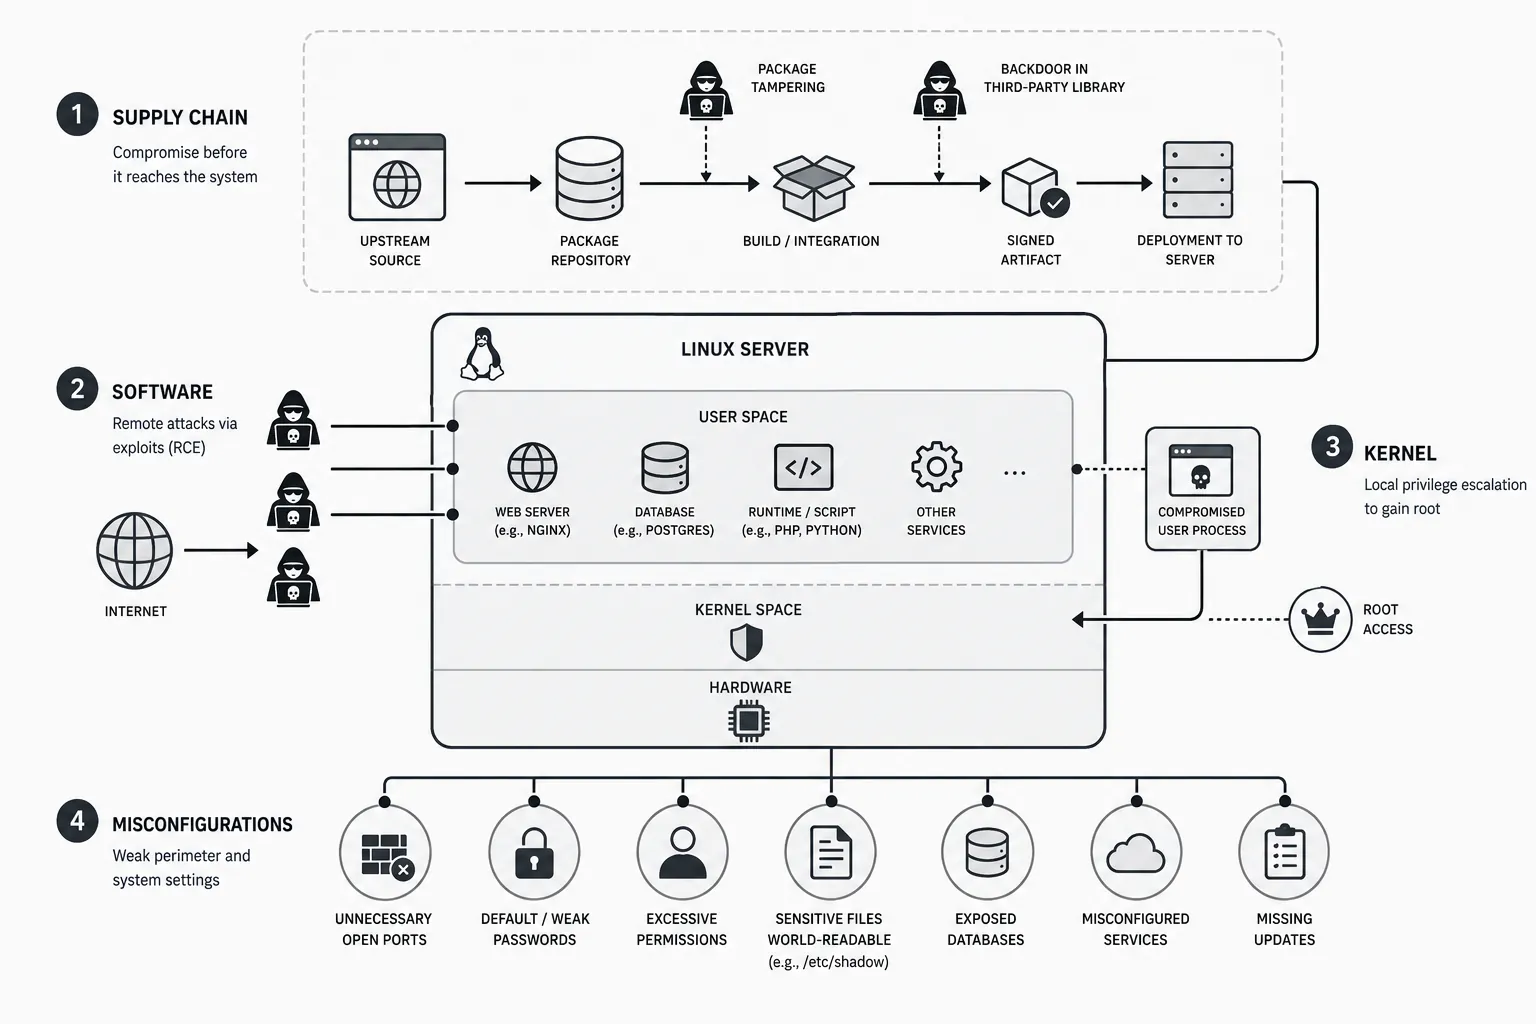 1
SUPPLY CHAIN
Compromise before
it reaches the system
PACKAGE
TAMPERING
BACKDOOR IN
THIRD-PARTY LIBRARY
UPSTREAM
SOURCE
PACKAGE
REPOSITORY
BUILD / INTEGRATION
SIGNED
ARTIFACT
DEPLOYMENT TO
SERVER
LINUX SERVER
2
SOFTWARE
Remote attacks via
exploits (RCE)
INTERNET
USER SPACE
</>
...
WEB SERVER
(e.g., NGINX)
DATABASE
(e.g., POSTGRES)
RUNTIME / SCRIPT
(e.g., PHP, PYTHON)
OTHER
SERVICES
COMPROMISED
USER PROCESS
3
KERNEL
Local privilege escalation
to gain root
KERNEL SPACE
ROOT
ACCESS
HARDWARE
4
MISCONFIGURATIONS
Weak perimeter and
system settings
UNNECESSARY
OPEN PORTS
DEFAULT / WEAK
PASSWORDS
EXCESSIVE
PERMISSIONS
SENSITIVE FILES
WORLD-READABLE
(e.g., /etc/shadow)
EXPOSED
DATABASES
MISCONFIGURED
SERVICES
MISSING
UPDATES